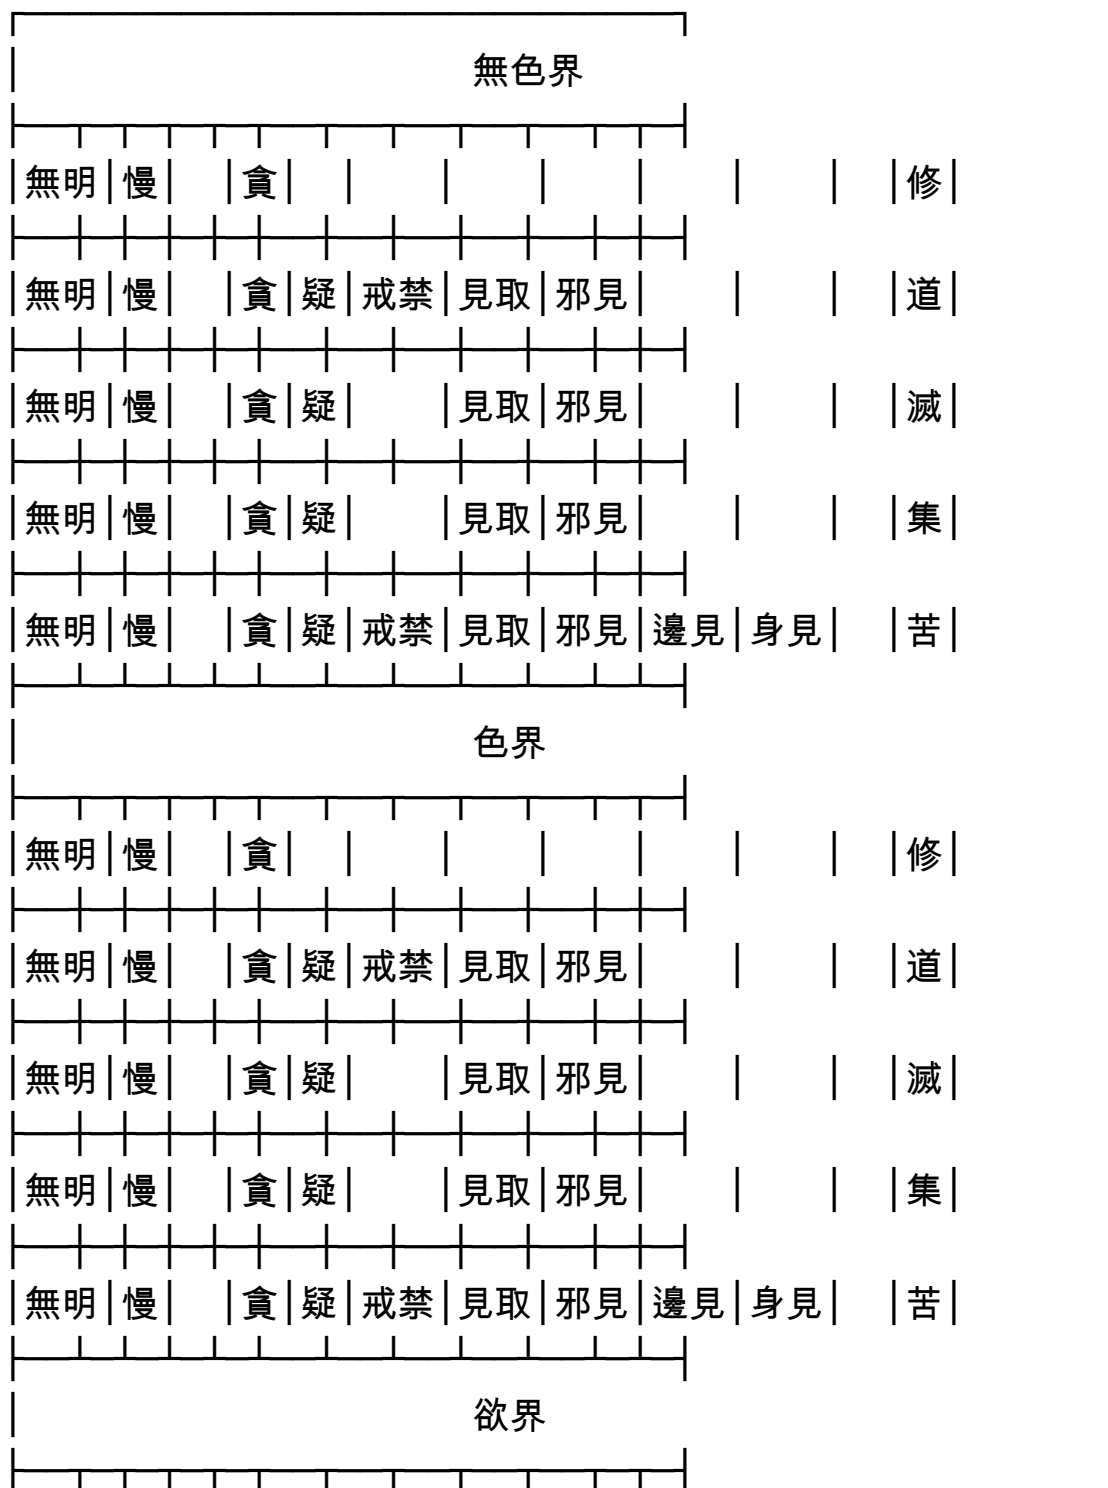 無色界
無明 慢 貪 修
無明 慢 貪 疑 戒禁 見取 邪見 道
無明 慢 貪 疑 見取 邪見 滅
無明 慢 貪 疑 見取 邪見 集
無明 慢 貪 疑 戒禁 見取 邪見 邊見 身見 苦
色界
無明 慢 貪 修
無明 慢 貪 疑 戒禁 見取 邪見 道
無明 慢 貪 疑 見取 邪見 滅
無明 慢 貪 疑 見取 邪見 集
無明 慢 貪 疑 戒禁 見取 邪見 邊見 身見 苦
欲界